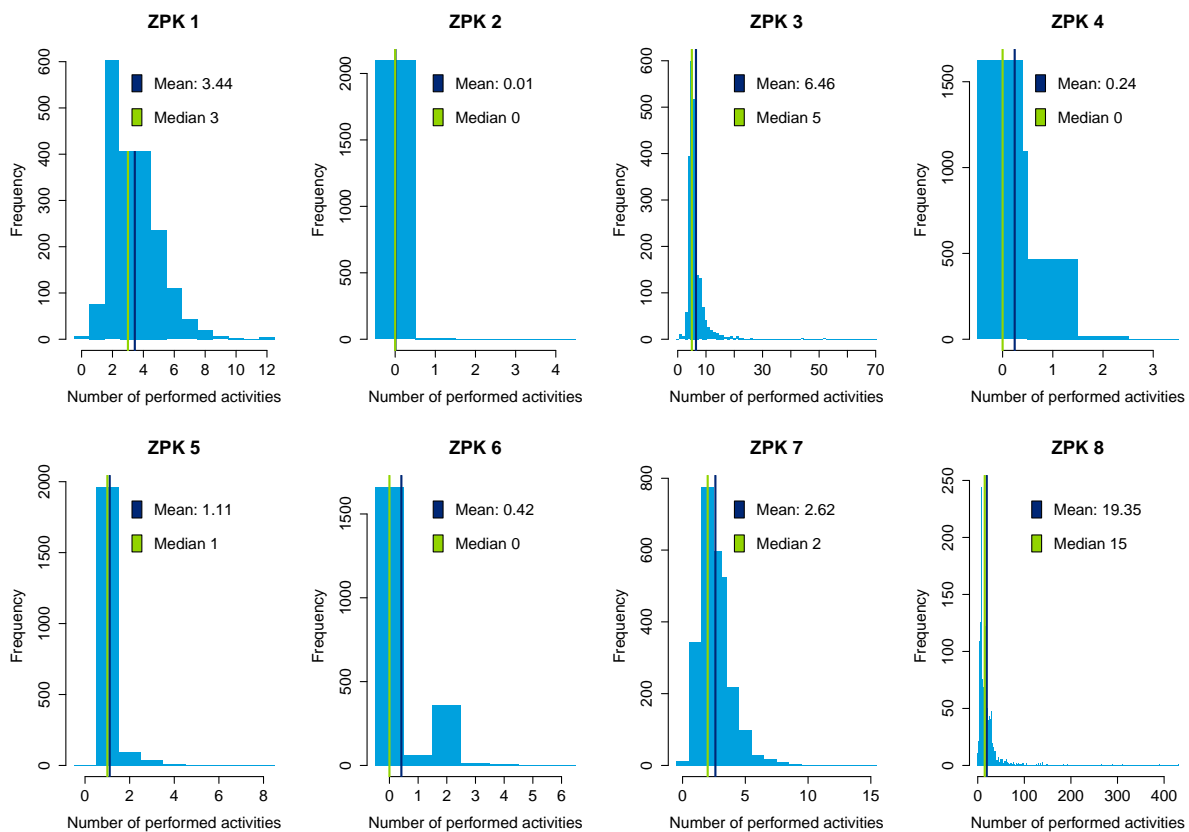 ZPK 1
Mean: 3.44
Median 3
Frequency
0
100
200
300
400
500
600
0 2 4 6 8 10 12
Number of performed activities
ZPK 2
Mean: 0.01
Median 0
Frequency
0
500
1000
1500
2000
0 1 2 3 4
Number of performed activities
ZPK 3
Mean: 6.46
Median 5
Frequency
0
100
200
300
400
500
600
0 10 30 50 70
Number of performed activities
ZPK 4
Mean: 0.24
Median 0
Frequency
0
500
1000
1500
0 1 2 3
Number of performed activities
ZPK 5
Mean: 1.11
Median 1
Frequency
0
500
1000
1500
2000
0 2 4 6 8
Number of performed activities
ZPK 6
Mean: 0.42
Median 0
Frequency
0
500
1000
1500
0 1 2 3 4 5 6
Number of performed activities
ZPK 7
Mean: 2.62
Median 2
Frequency
0
200
400
600
800
0 5 10 15
Number of performed activities
ZPK 8
Mean: 19.35
Median 15
Frequency
0
50
100
150
200
250
0 100 200 300 400
Number of performed activities